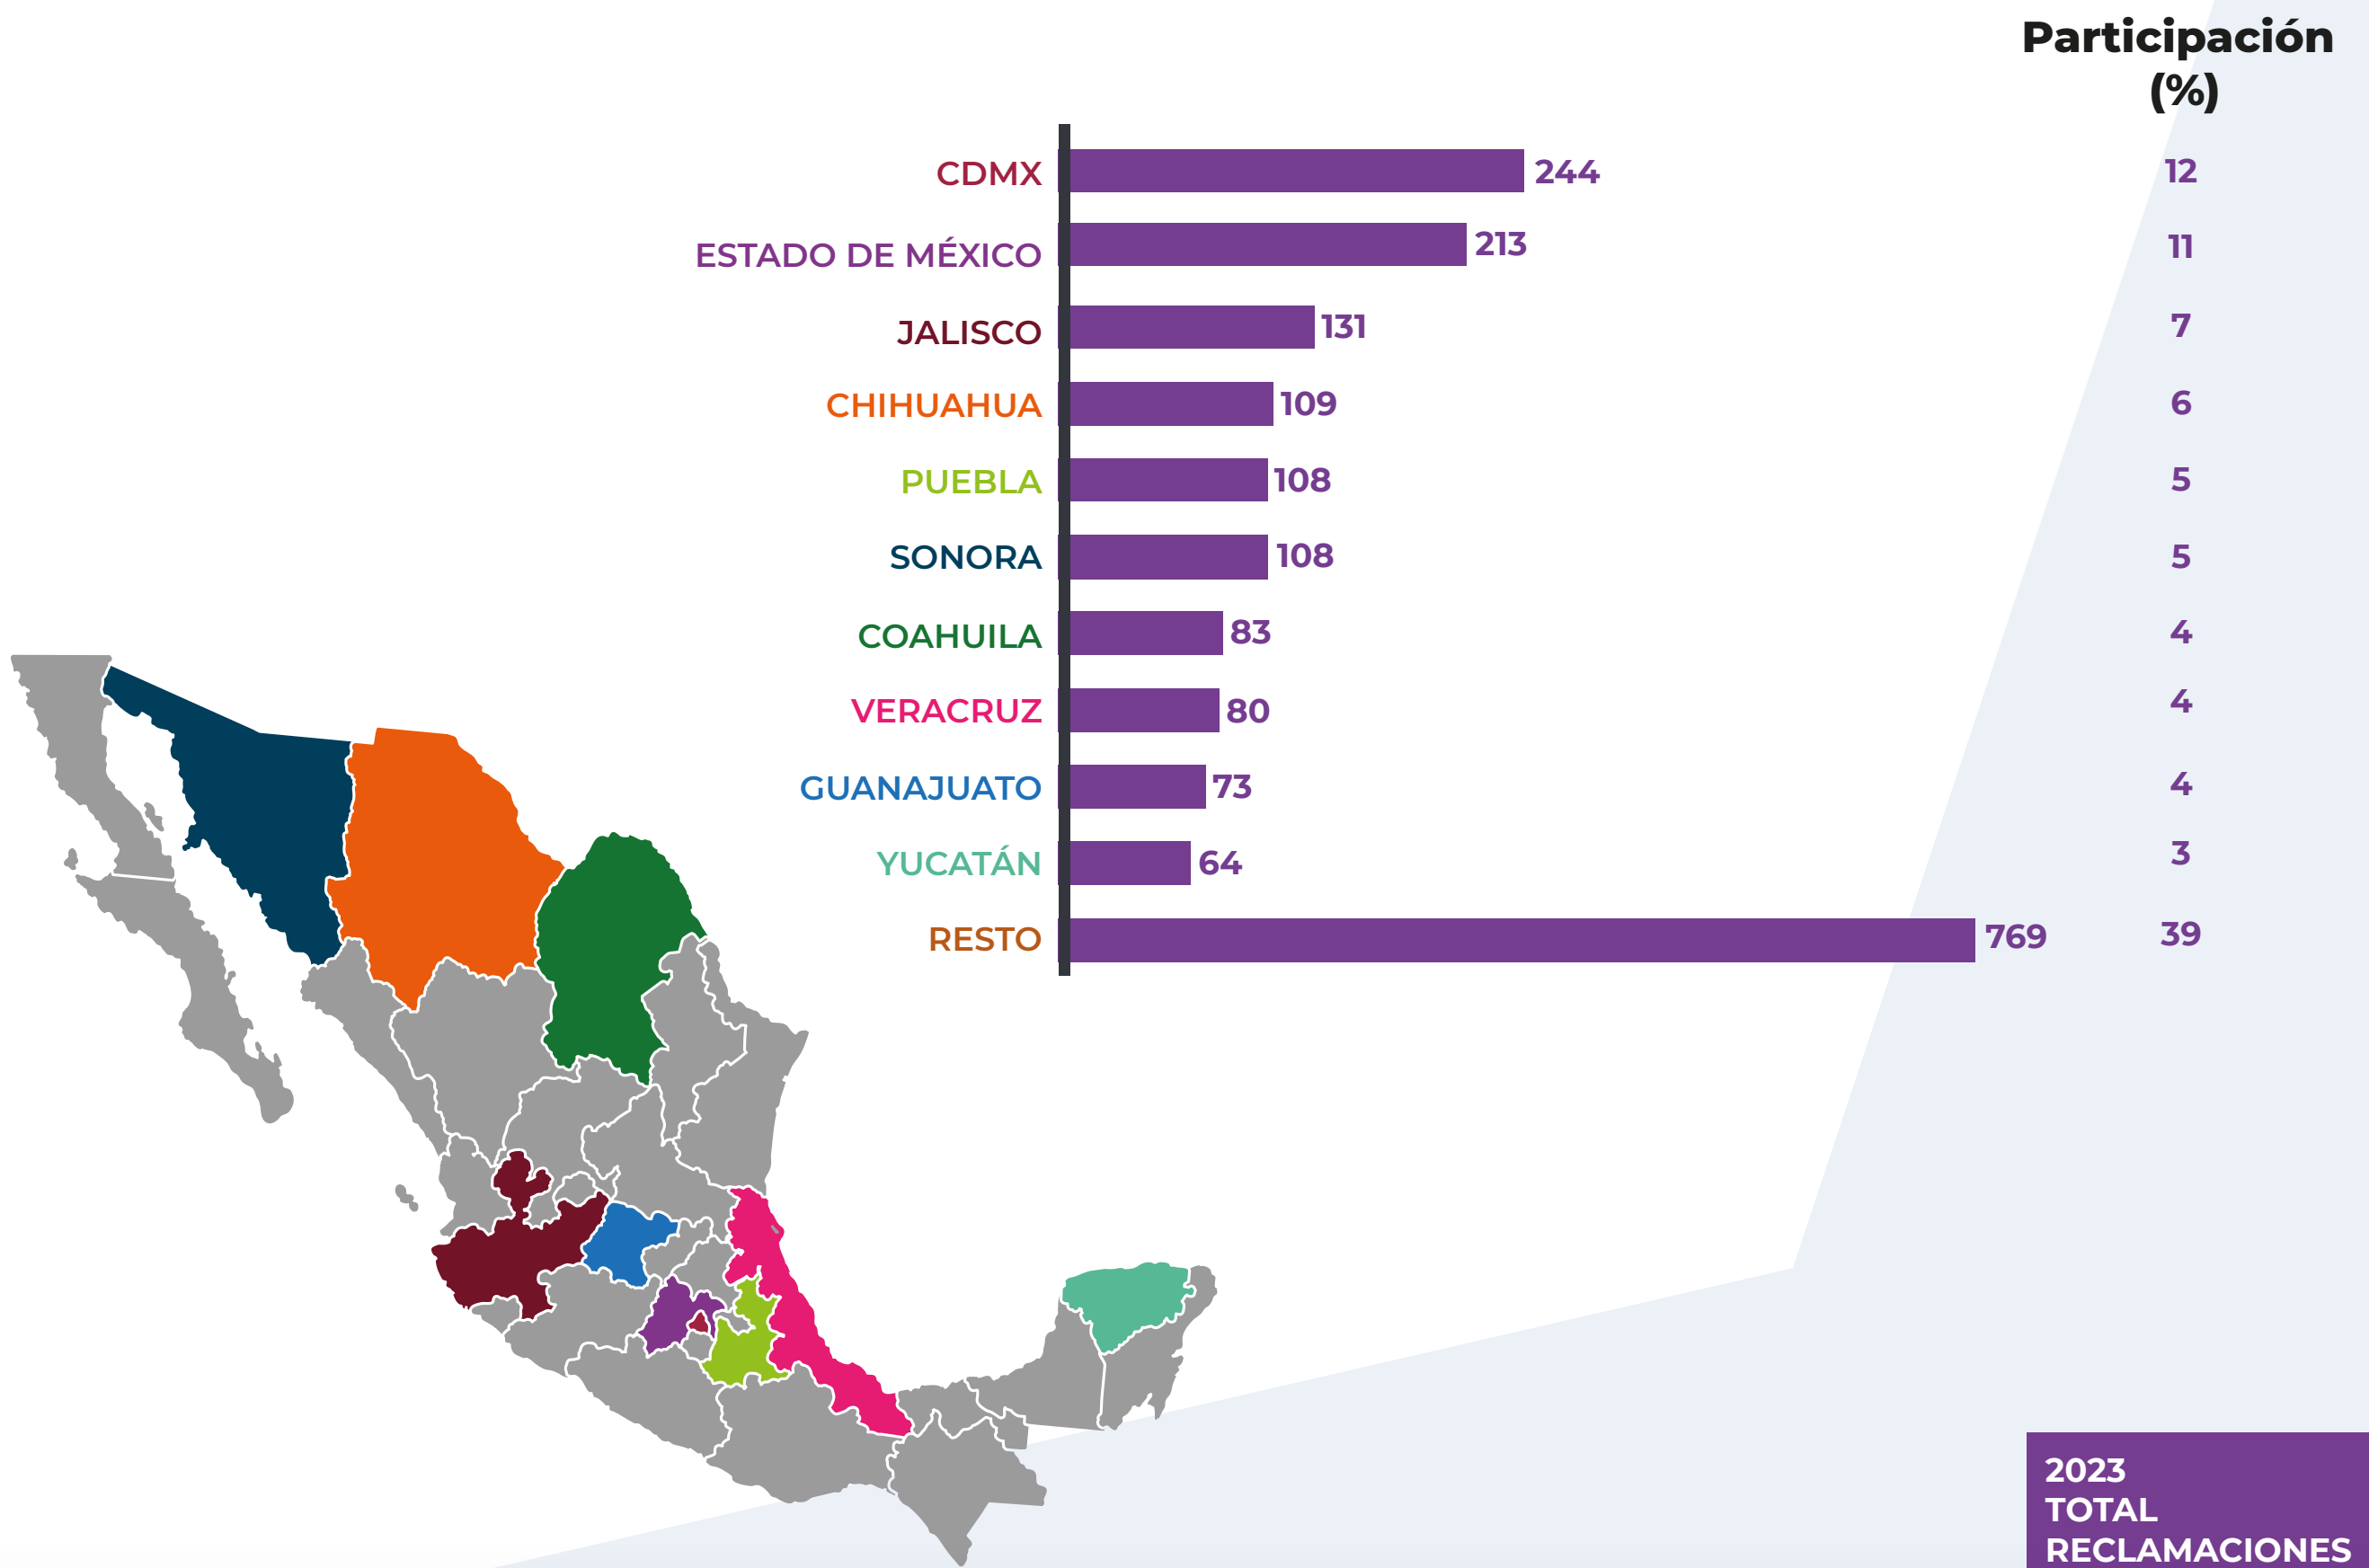 Participación
(%)
CDMX 244 12
ESTADO DE MÉXICO 213 11
JALISCO 131 7
CHIHUAHUA 109 6
PUEBLA 108 5
SONORA 108 5
COAHUILA 83 4
VERACRUZ 80 4
GUANAJUATO 73 4
YUCATÁN 64 3
RESTO 769 39
2023
TOTAL
RECLAMACIONES